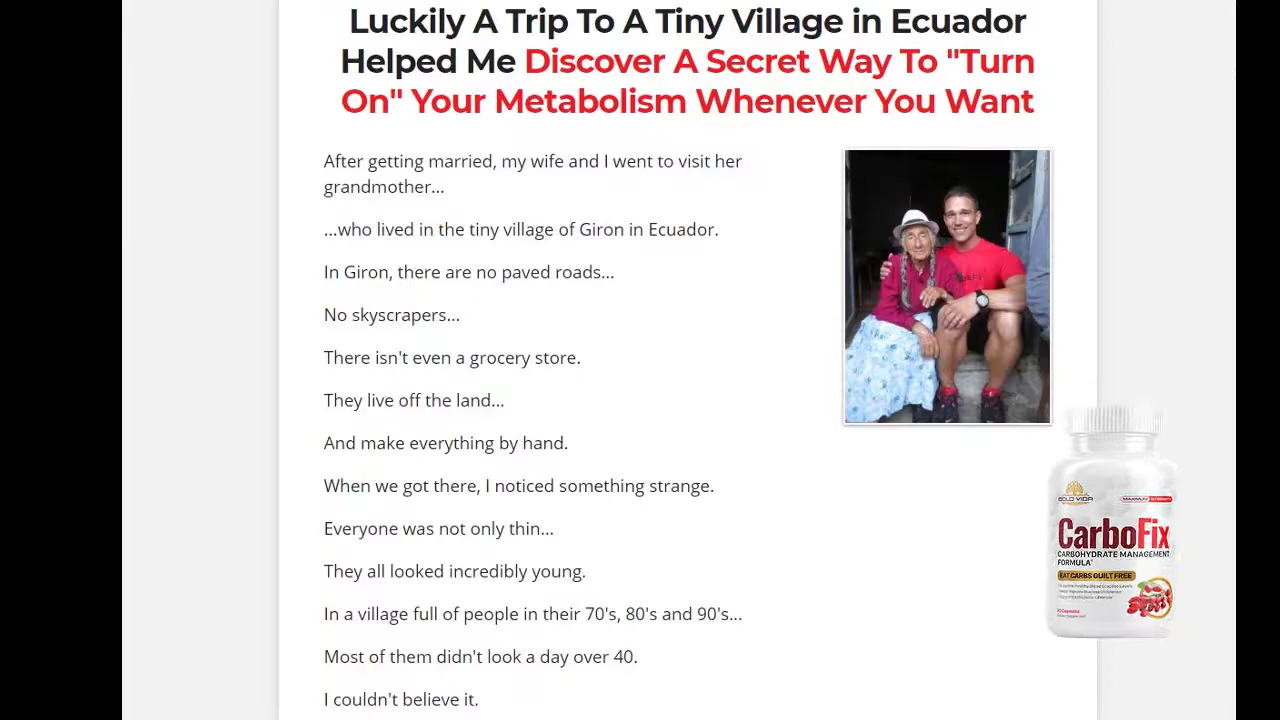 Luckily A Trip To A Tiny Village in Ecuador
Helped Me Discover A Secret Way To "Turn
On" Your Metabolism Whenever You Want
After getting married, my wife and I went to visit her
grandmother...
...who lived in the tiny village of Giron in Ecuador.
In Giron, there are no paved roads...
No skyscrapers...
There isn't even a grocery store.
They live off the land...
And make everything by hand.
When we got there, I noticed something strange.
Everyone was not only thin...
They all looked incredibly young.
In a village full of people in their 70's, 80's and 90's...
Most of them didn't look a day over 40.
I couldn't believe it.
GOLD VIDA
CarboFix
CARBOHYDRATE MANAGEMENT
FORMULA*
EAT CARBS GUILT FREE